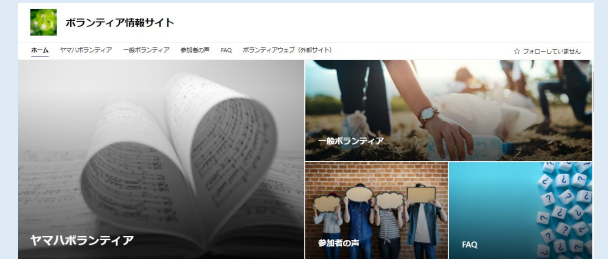 ボランティア情報サイト
ホーム ヤマハボランティア 一般ボランティア 参加者の声 FAQ ボランティアウェブ (外部サイト)
☆ フォローしていません
一般ボランティア
ヤマハボランティア
参加者の声
FAQ